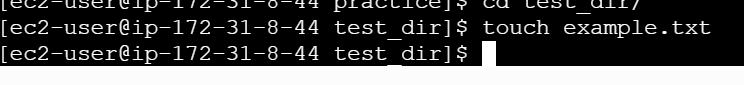 [ec2-user@ip-172-31-8-44 practice]$ cd test_dir/
[ec2-user@ip-172-31-8-44 test_dir]$ touch example.txt
[ec2-user@ip-172-31-8-44 test_dir]$